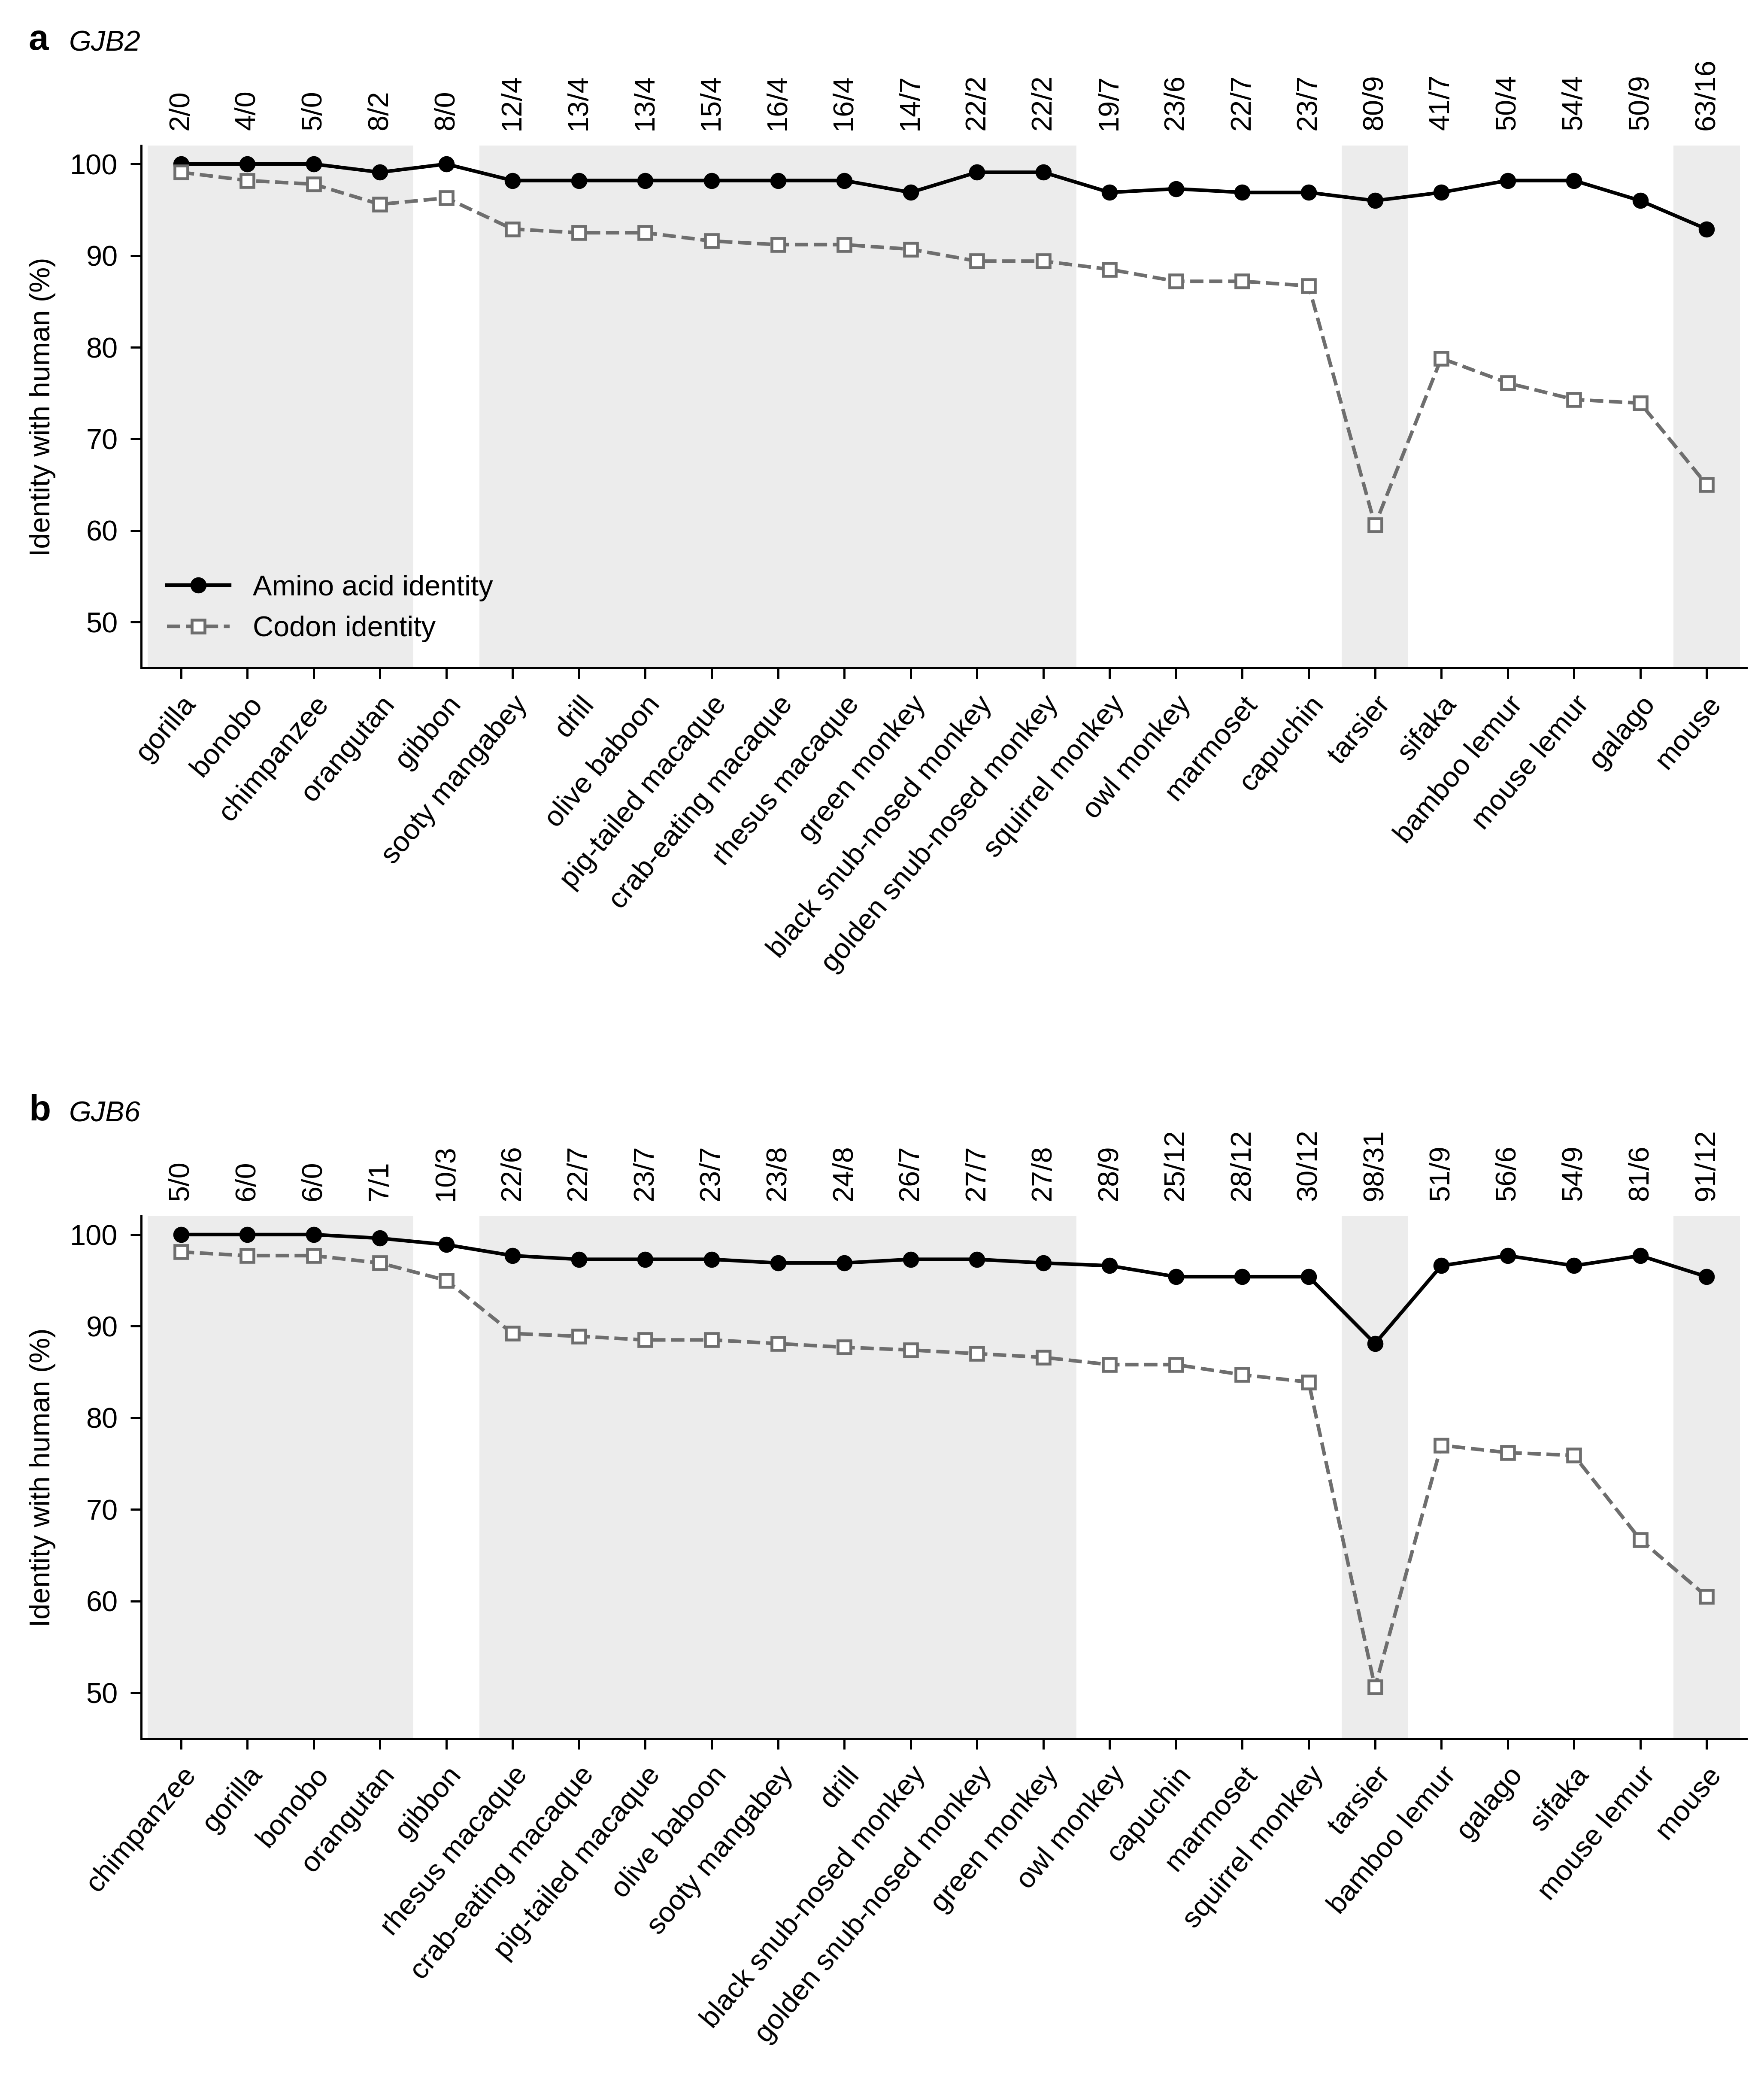 a GJB2
2/0 4/0 5/0 8/2 8/0 12/4 13/4 13/4 15/4 16/4 16/4 14/7 22/2 22/2 19/7 23/6 22/7 23/7 80/9 41/7 50/4 54/4 50/9 63/16
Identity with human (%)
100
90
80
70
60
50
Amino acid identity
Codon identity
gorilla
bonobo
chimpanzee
orangutan
gibbon
sooty mangabey
drill
olive baboon
pig-tailed macaque
crab-eating macaque
rhesus macaque
green monkey
black snub-nosed monkey
golden snub-nosed monkey
squirrel monkey
owl monkey
marmoset
capuchin
tarsier
sifaka
bamboo lemur
mouse lemur
galago
mouse
b GJB6
5/0 6/0 6/0 7/1 10/3 22/6 22/7 23/7 23/7 23/8 24/8 26/7 27/7 27/8 28/9 25/12 28/12 30/12 98/31 51/9 56/6 54/9 81/6 91/12
Identity with human (%)
100
90
80
70
60
50
chimpanzee
gorilla
bonobo
orangutan
gibbon
rhesus macaque
crab-eating macaque
pig-tailed macaque
olive baboon
sooty mangabey
drill
black snub-nosed monkey
golden snub-nosed monkey
green monkey
owl monkey
capuchin
marmoset
squirrel monkey
tarsier
bamboo lemur
galago
sifaka
mouse lemur
mouse